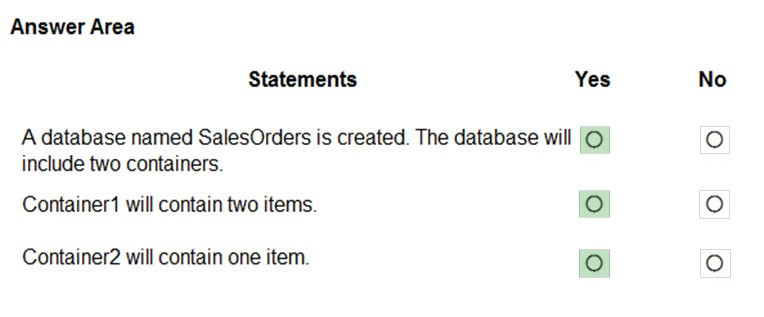 Answer Area
Statements Yes No
A database named SalesOrders is created. The database will
include two containers.
Container1 will contain two items.
Container2 will contain one item.